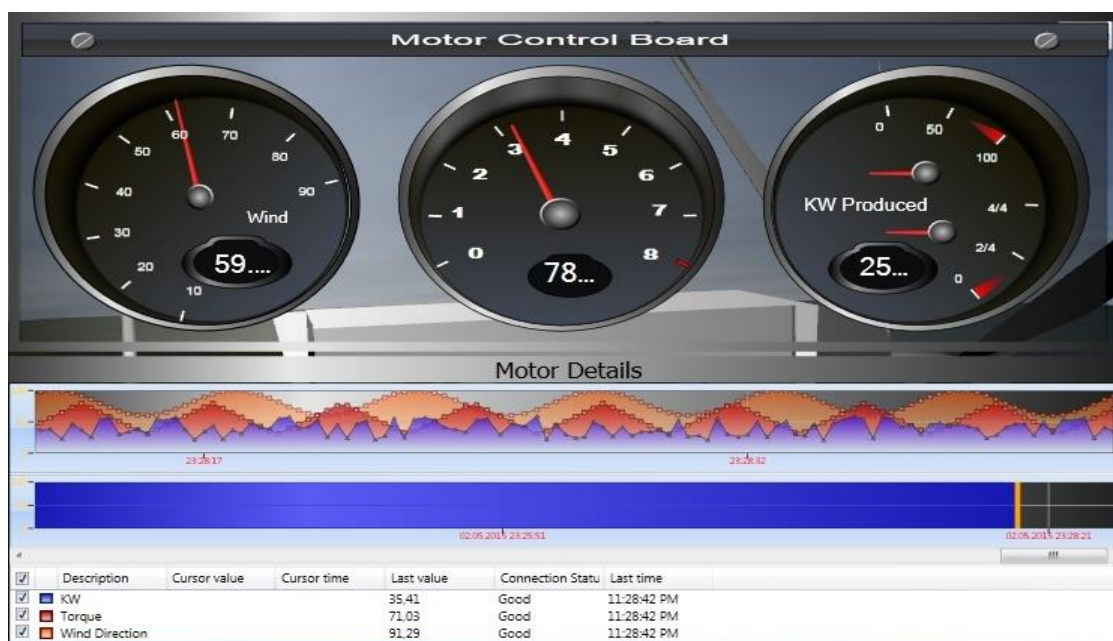 Motor Control Board
10 20 30 40 50 60 70 80 90
Wind
59....
0 1 2 3 4 5 6 7 8
78...
0 50 100
KW Produced
4/4
2/4
0
25...
Motor Details
23:28:17 23:28:32
02.05.2015 23:25:51 02.05.2015 23:28:21
Description Cursor value Cursor time Last value Connection Statu Last time
KW 35,41 Good 11:28:42 PM
Torque 71,03 Good 11:28:42 PM
Wind Direction 91,29 Good 11:28:42 PM